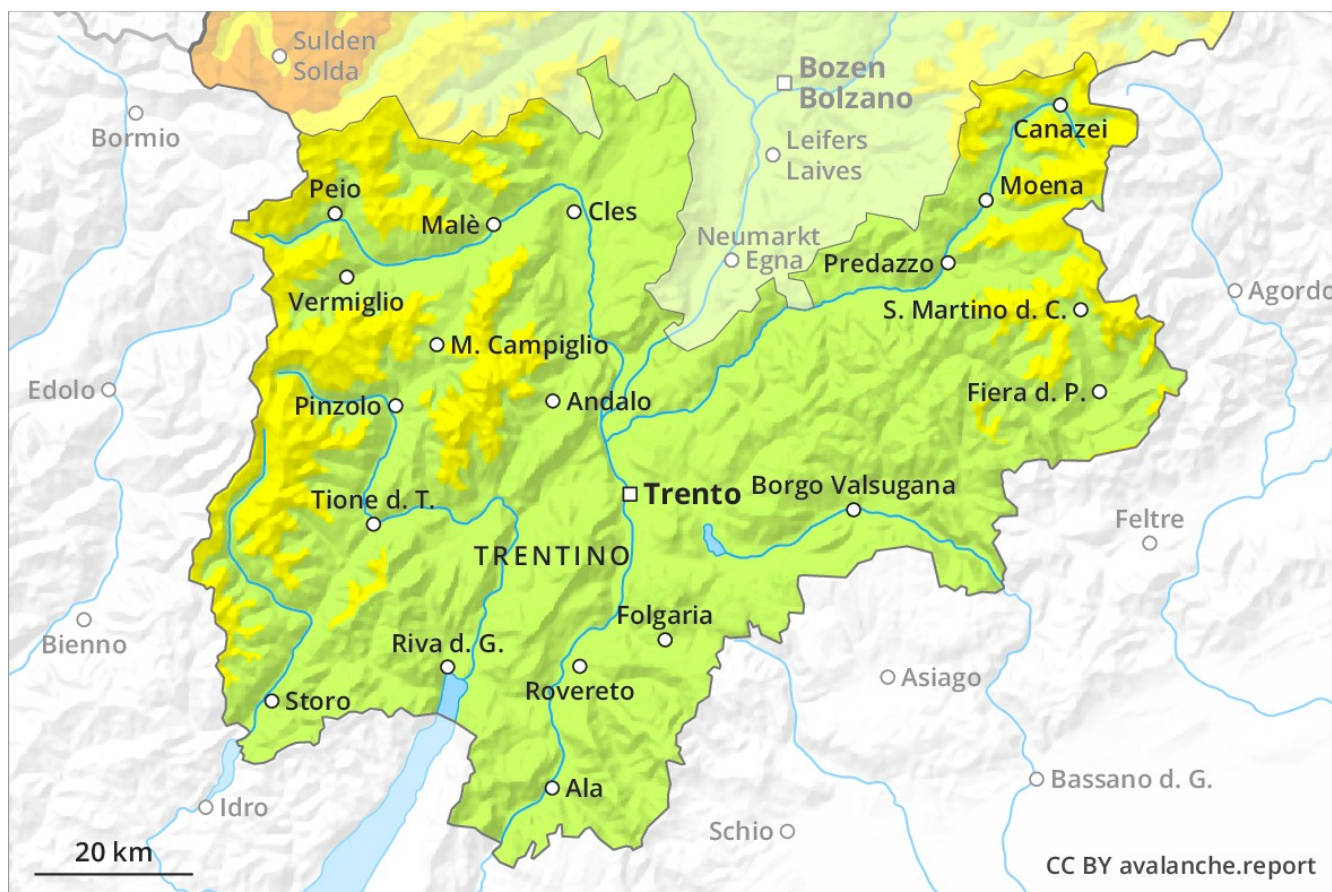 Sulden
Solda
Bozen
Bolzano
Bormio
Canazei
Leifers
Laives
Peio
Moena
Malè
Cles
Neumarkt
Egna
Predazzo
Vermiglio
Agordo
S. Martino d. C.
M. Campiglio
Edolo
Pinzolo
Andalo
Fiera d. P.
Tione d. T.
Trento
Borgo Valsugana
Feltre
TRENTINO
Bienno
Folgaria
Riva d. G.
Rovereto
Asiago
Storo
Ala
Bassano d. G.
Idro
Schio
20 km
CC BY avalanche.report